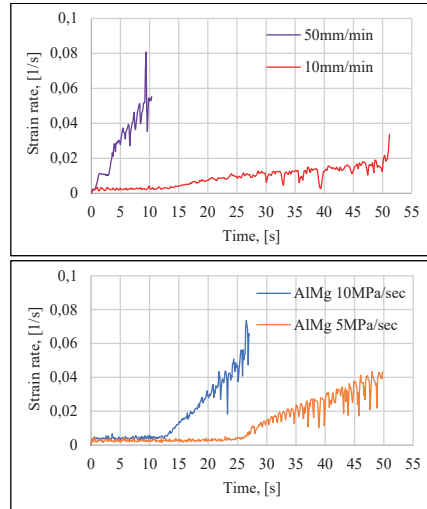 0,1
0,08
0,06
0,04
0,02
0
Strain rate, [1/s]
50mm/min
10mm/min
0 5 10 15 20 25 30 35 40 45 50 55
Time, [s]
0,1
0,08
0,06
0,04
0,02
0
Strain rate, [1/s]
AlMg 10MPa/sec
AlMg 5MPa/sec
0 5 10 15 20 25 30 35 40 45 50 55
Time, [s]